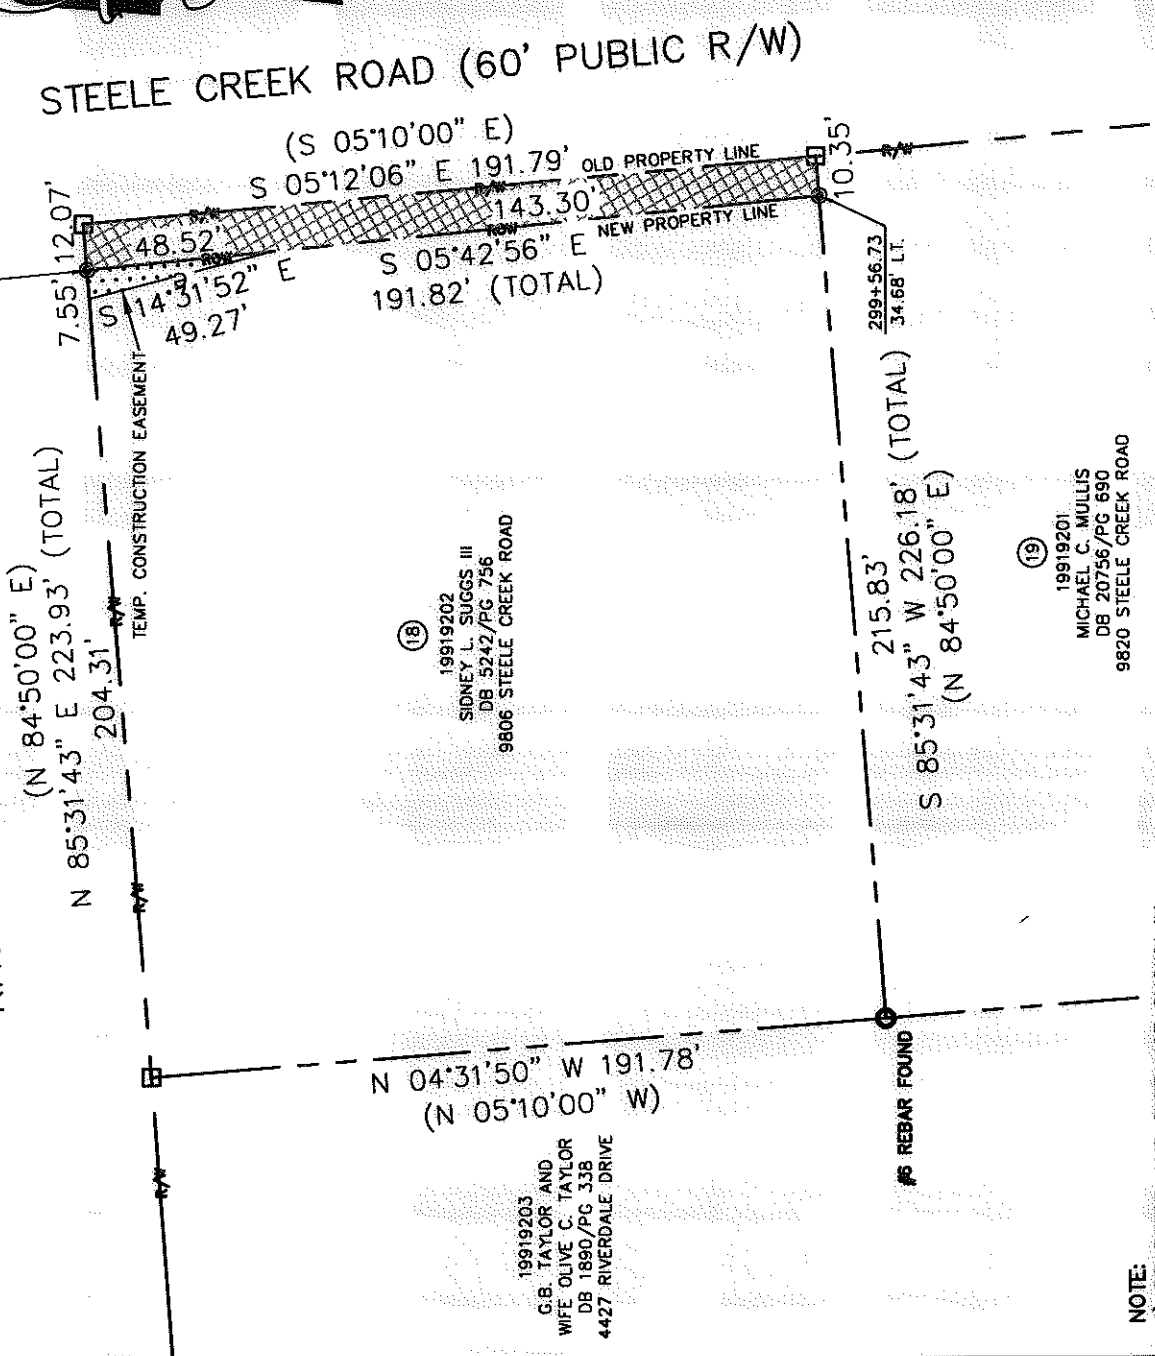 STEELE CREEK ROAD (60' PUBLIC R/W)
(S 05°10'00" E)
S 05°12'06" E 191.79' OLD PROPERTY LINE
R/W
R/W
R/W
12.07'
10.35'
48.52'
143.30'
NEW PROPERTY LINE
ROW
ROW
S 05°42'56" E
191.82' (TOTAL)
7.55'
S 14°31'52" E
49.27'
TEMP. CONSTRUCTION EASEMENT
299+56.73
34.68' LT.
(N 84°50'00" E)
N 85°31'43" E 223.93' (TOTAL)
204.31'
R/W
R/W
R/W
18
19919202
SIDNEY L. SUGGS III
DB 5242/PG 756
9806 STEELE CREEK ROAD
215.83'
S 85°31'43" W 226.18' (TOTAL)
(N 84°50'00" E)
19
19919201
MICHAEL C. MULLIS
DB 20756/PG 690
9820 STEELE CREEK ROAD
N 04°31'50" W 191.78'
(N 05°10'00" W)
#6 REBAR FOUND
19919203
G.B. TAYLOR AND
WIFE OLIVE C. TAYLOR
DB 1890/PG 338
4427 RIVERDALE DRIVE
NOTE: